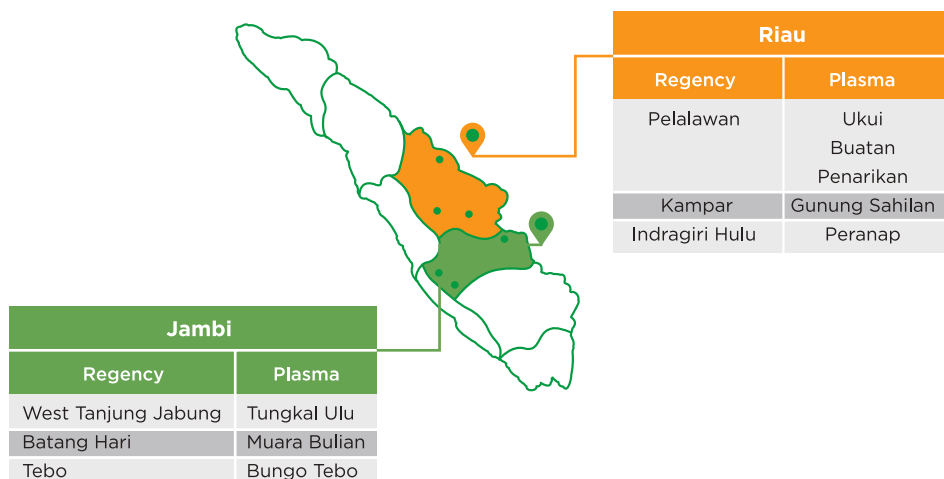 Riau
Regency Plasma
Pelalawan Ukui
Buatan
Penarikan
Kampar Gunung Sahilan
Indragiri Hulu Peranap
Jambi
Regency Plasma
West Tanjung Jabung Tungkal Ulu
Batang Hari Muara Bulian
Tebo Bungo Tebo